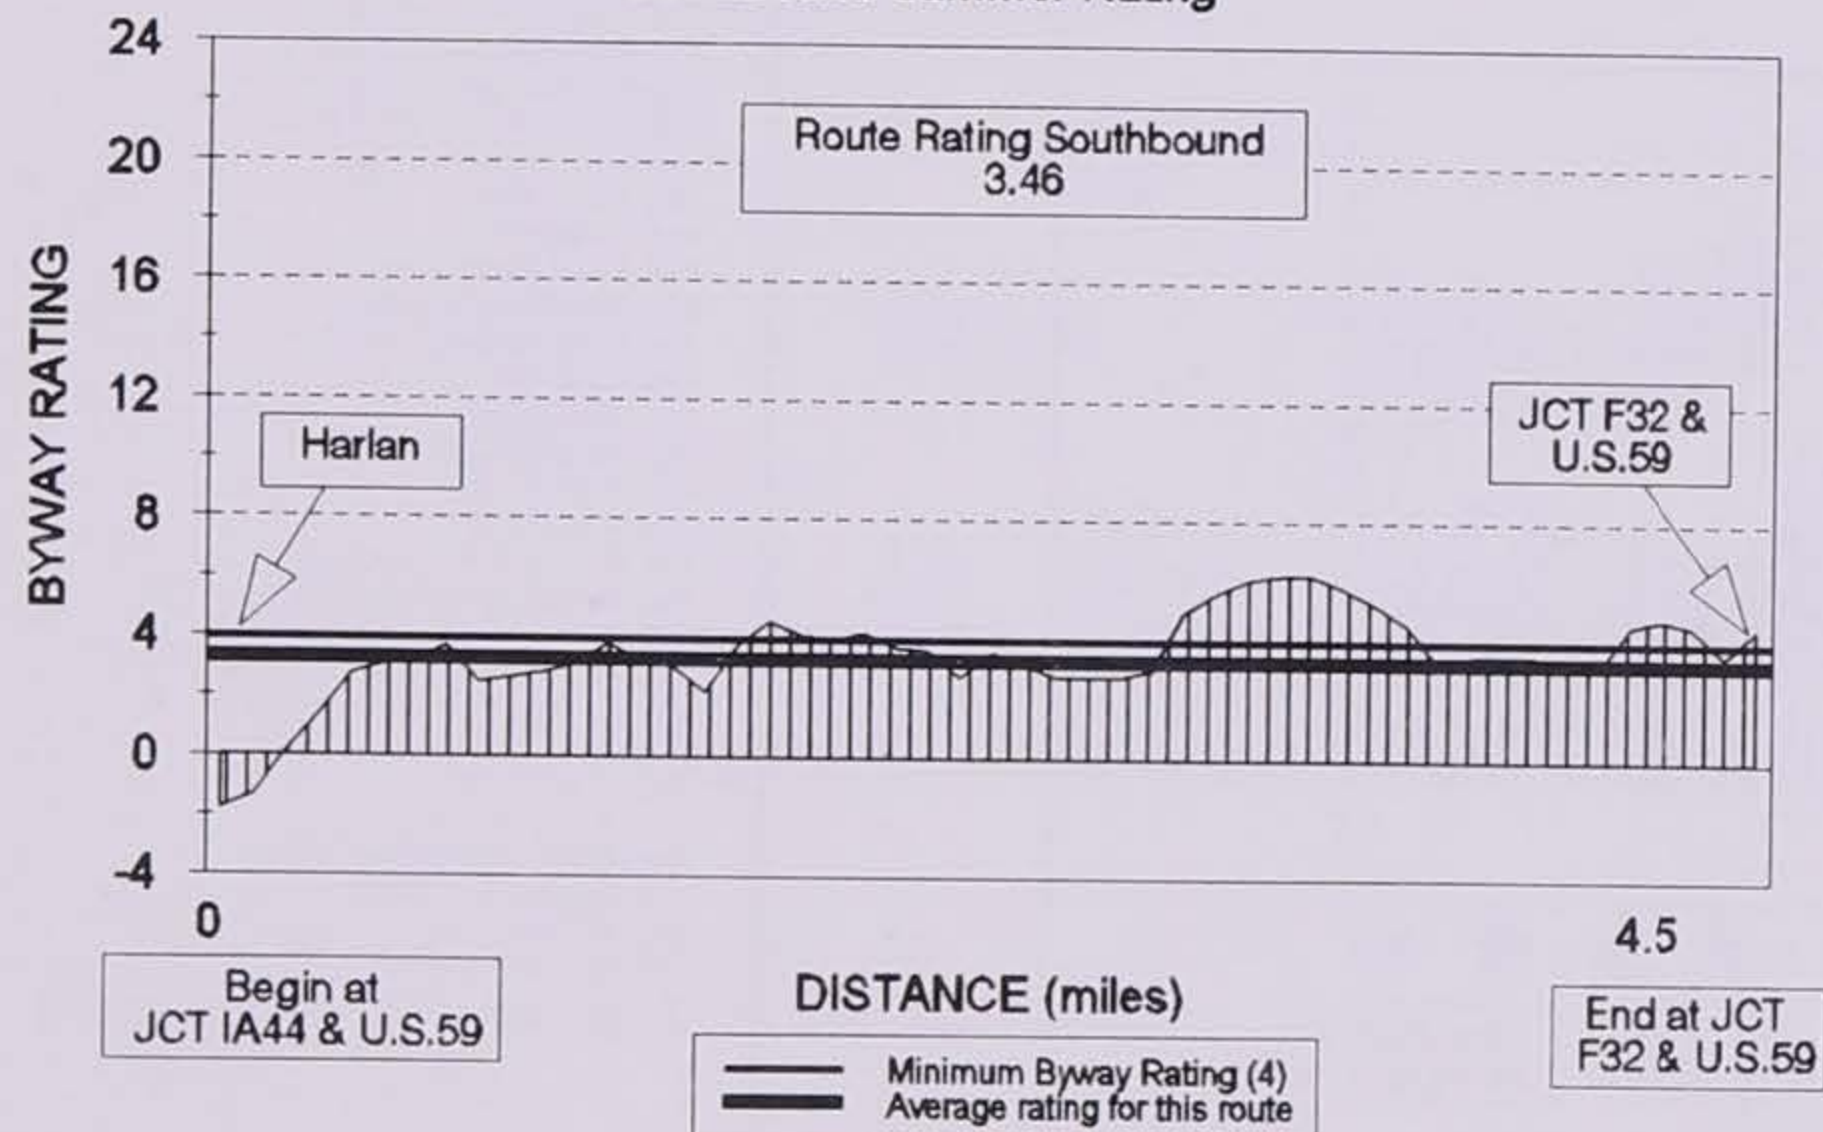 24
20
16
12
8
4
0
-4
BYWAY RATING
Route Rating Southbound
3.46
Harlan
JCT F32 &
U.S.59
0
4.5
Begin at
JCT IA44 & U.S.59
DISTANCE (miles)
End at JCT
F32 & U.S.59
Minimum Byway Rating (4)
Average rating for this route